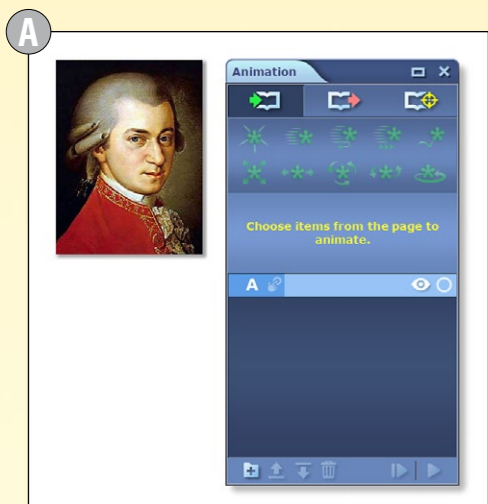 A
Animation
Choose items from the page to
animate.
A